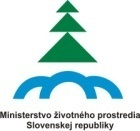 Ministerstvo životného prostredia
Slovenskej republiky